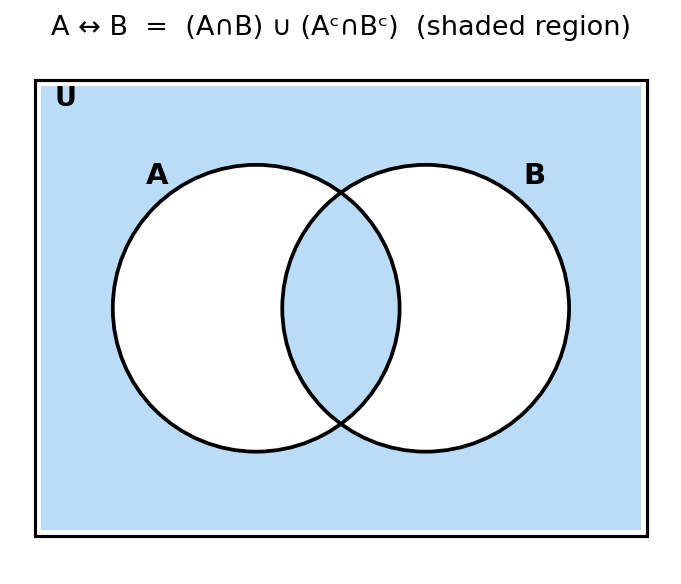 A ↔ B = (A∩B) ∪ (Aᶜ∩Bᶜ) (shaded region)
U
A
B